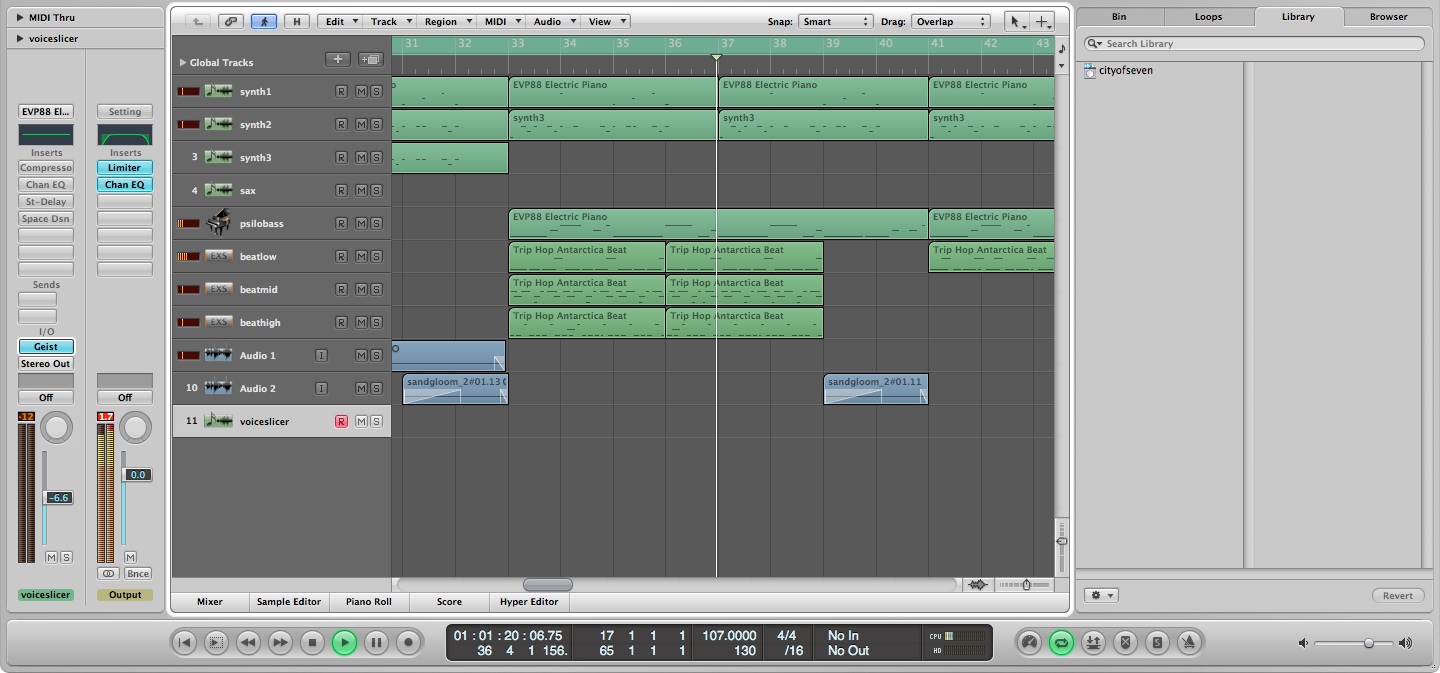 MIDI Thru
voiceslicer
EVP88 El...
Setting
Inserts
Inserts
Compresso
Limiter
Chan EQ
Chan EQ
St-Delay
Space Dsn
Sends
I/O
Geist
Stereo Out
Off
Off
-12
1.7
-6.6
0.0
M S
M
Bnce
voiceslicer
Output
H
Edit Track Region MIDI Audio View
Snap: Smart Drag: Overlap
Global Tracks
31 32 33 34 35 36 37 38 39 40 41 42 43
synth1 R M S
EVP88 Electric Piano EVP88 Electric Piano EVP88 Electric Piano
synth2 R M S
synth3 synth3 synth3
3 synth3 R M S
4 sax R M S
psilobass R M S
EVP88 Electric Piano EVP88 Electric Piano
EXS beatlow R M S
Trip Hop Antarctica Beat Trip Hop Antarctica Beat Trip Hop Antarctica Beat
EXS beatmid R M S
Trip Hop Antarctica Beat Trip Hop Antarctica Beat
EXS beathigh R M S
Trip Hop Antarctica Beat Trip Hop Antarctica Beat
Audio 1 I M S
10 Audio 2 I M S
sandgloom_2#01.13 sandgloom_2#01.11
11 voiceslicer R M S
Mixer Sample Editor Piano Roll Score Hyper Editor
Bin Loops Library Browser
Search Library
cityofseven
Revert
01 : 01 : 20 : 06.75 17 1 1 1 107.0000 4/4 No In CPU
36 4 1 156. 65 1 1 1 130 /16 No Out HD